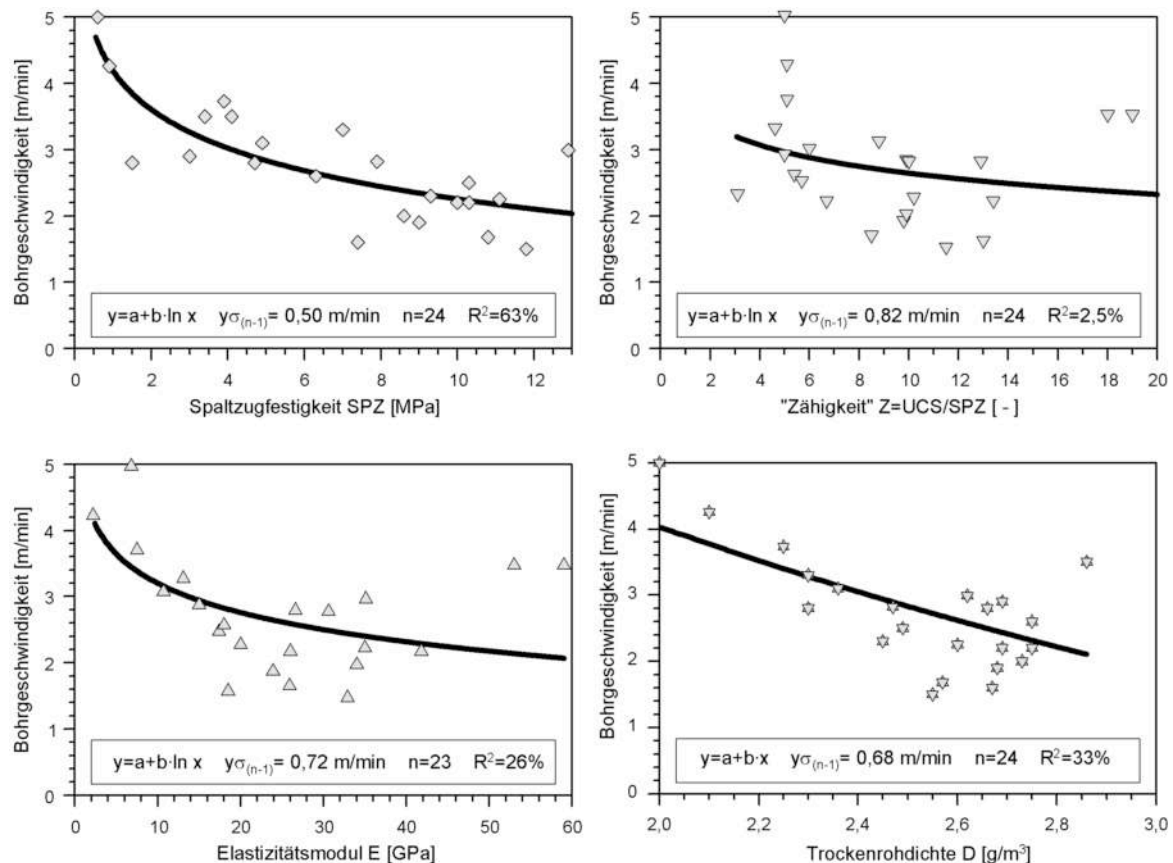 5
4
3
2
1
0
Bohrgeschwindigkeit [m/min]
y=a+b·ln x yσ(n-1)= 0,50 m/min n=24 R²=63%
0 2 4 6 8 10 12
Spaltzugfestigkeit SPZ [MPa]
5
4
3
2
1
0
Bohrgeschwindigkeit [m/min]
y=a+b·ln x yσ(n-1)= 0,82 m/min n=24 R²=2,5%
0 2 4 6 8 10 12 14 16 18 20
"Zähigkeit" Z=UCS/SPZ [ - ]
5
4
3
2
1
0
Bohrgeschwindigkeit [m/min]
y=a+b·ln x yσ(n-1)= 0,72 m/min n=23 R²=26%
0 10 20 30 40 50 60
Elastizitätsmodul E [GPa]
5
4
3
2
1
0
Bohrgeschwindigkeit [m/min]
y=a+b·x yσ(n-1)= 0,68 m/min n=24 R²=33%
2,0 2,2 2,4 2,6 2,8 3,0
Trockenrohdichte D [g/m³]